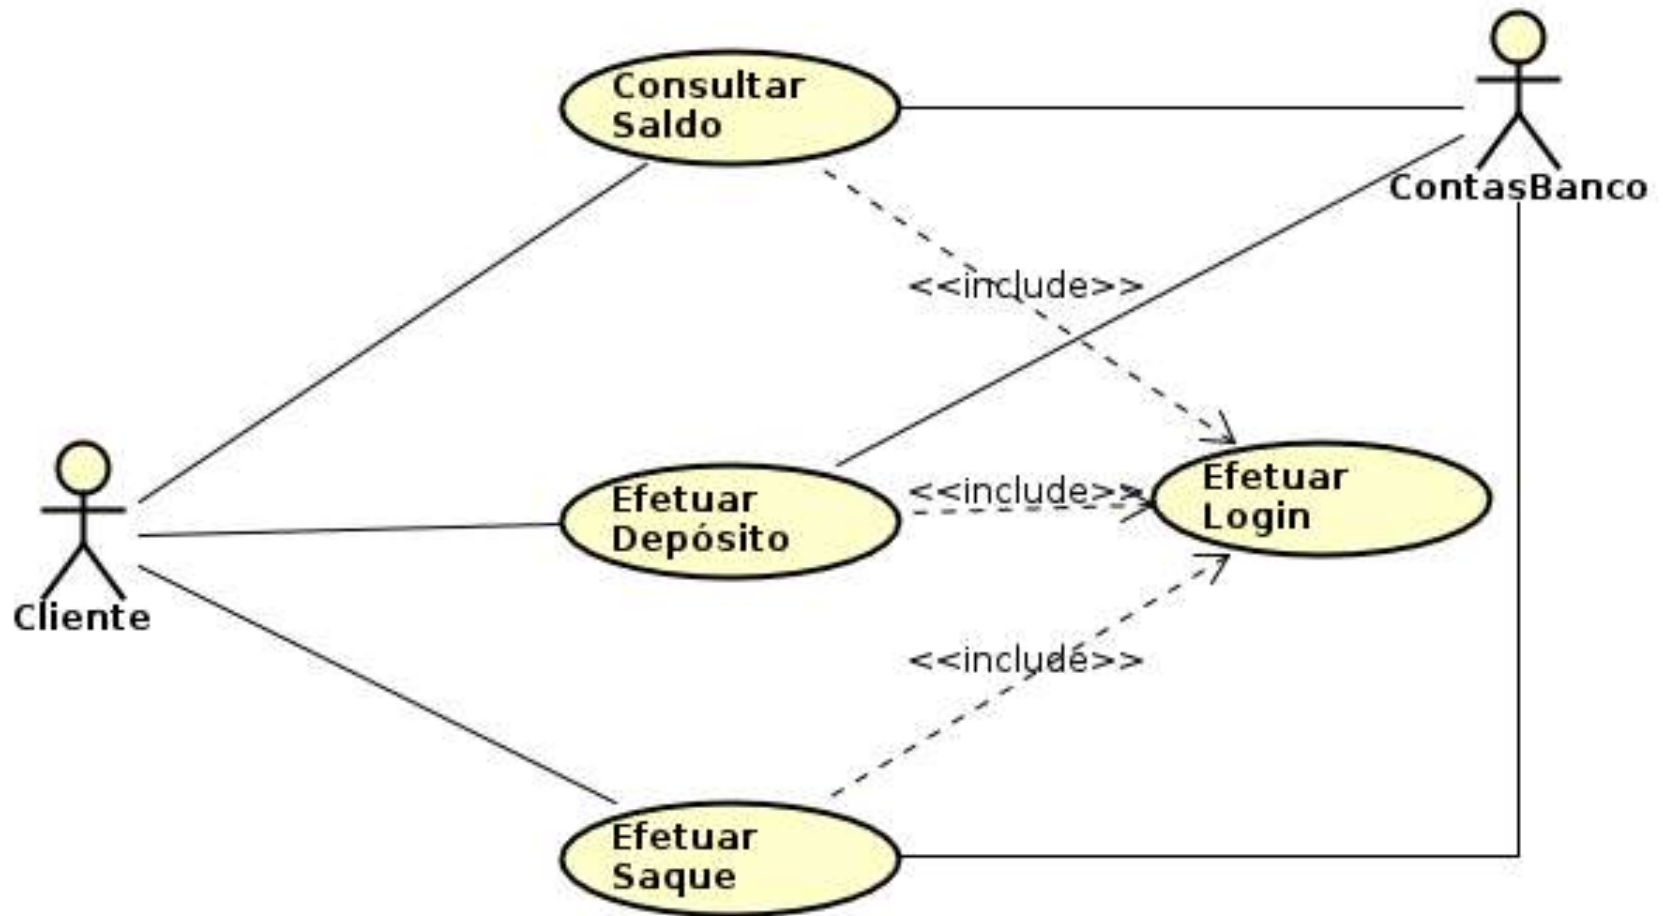 Consultar
Saldo
ContasBanco
<<include>>
Efetuar
Login
<<include>>
Efetuar
Depósito
Cliente
<<include>>
Efetuar
Saque